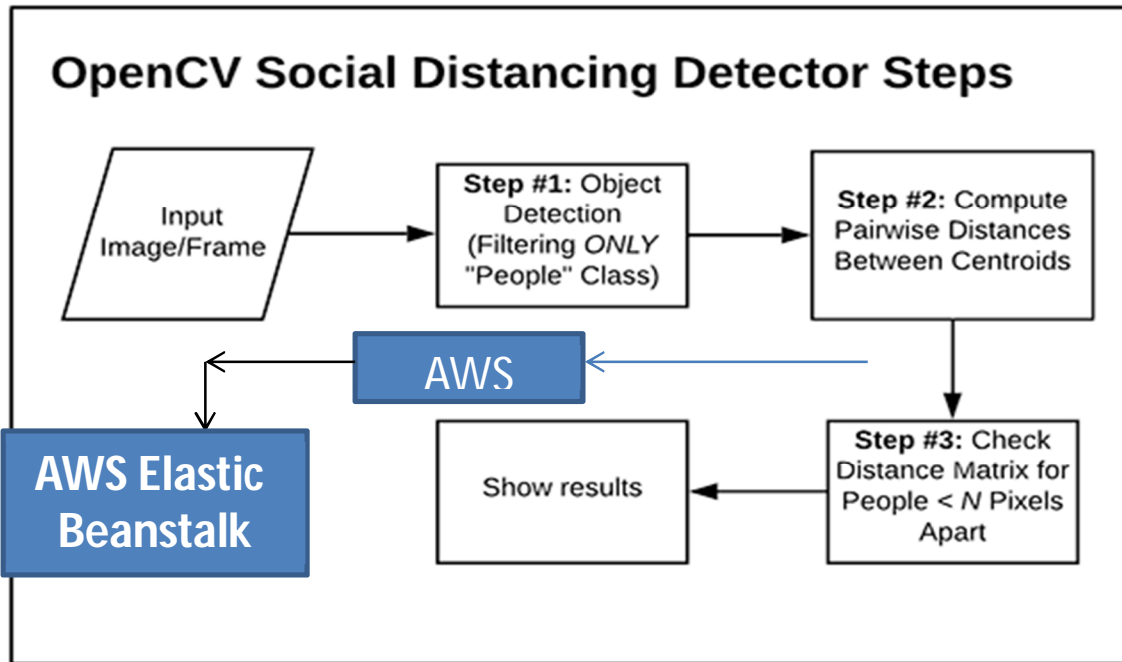 OpenCV Social Distancing Detector Steps
Input
Image/Frame
Step #1: Object
Detection
(Filtering ONLY
"People" Class)
Step #2: Compute
Pairwise Distances
Between Centroids
AWS
AWS Elastic
Beanstalk
Show results
Step #3: Check
Distance Matrix for
People < N Pixels
Apart